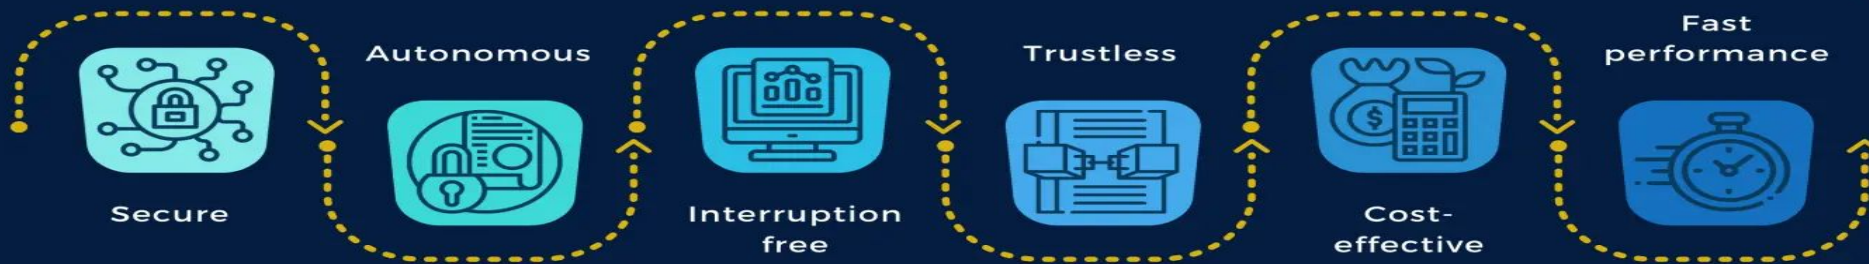 Secure
Autonomous
Interruption
free
Trustless
$
Cost-
effective
Fast
performance